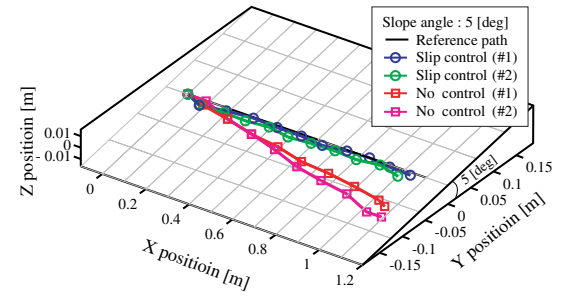 Slope angle : 5 [deg]
Reference path
Slip control (#1)
Slip control (#2)
No control (#1)
No control (#2)
Z positioin [m]
0.01
0
- 0.01
0
0.2
0.4
0.6
0.8
1
1.2
X positioin [m]
-0.15
-0.1
-0.05
0
0.05
0.1
0.15
Y positioin [m]
5 [deg]